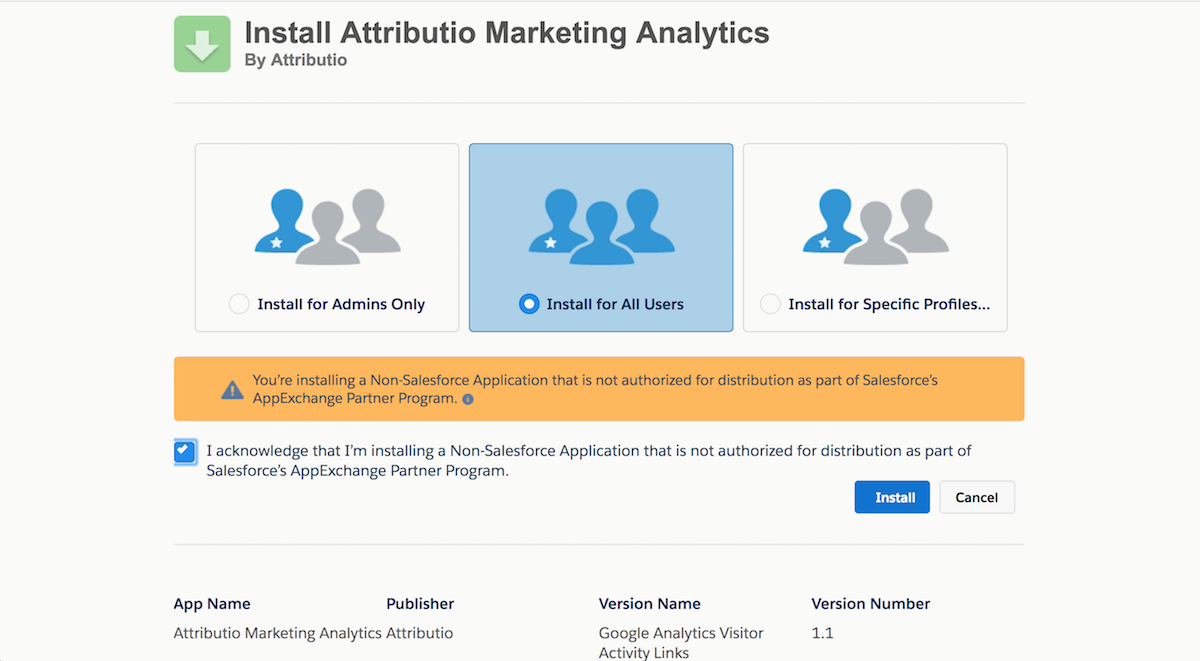 Install Attributio Marketing Analytics
By Attributio
Install for Admins Only
Install for All Users
Install for Specific Profiles...
You’re installing a Non-Salesforce Application that is not authorized for distribution as part of Salesforce’s
AppExchange Partner Program.
I acknowledge that I’m installing a Non-Salesforce Application that is not authorized for distribution as part of
Salesforce’s AppExchange Partner Program.
Install
Cancel
App Name
Publisher
Version Name
Version Number
Attributio Marketing Analytics
Attributio
Google Analytics Visitor
Activity Links
1.1